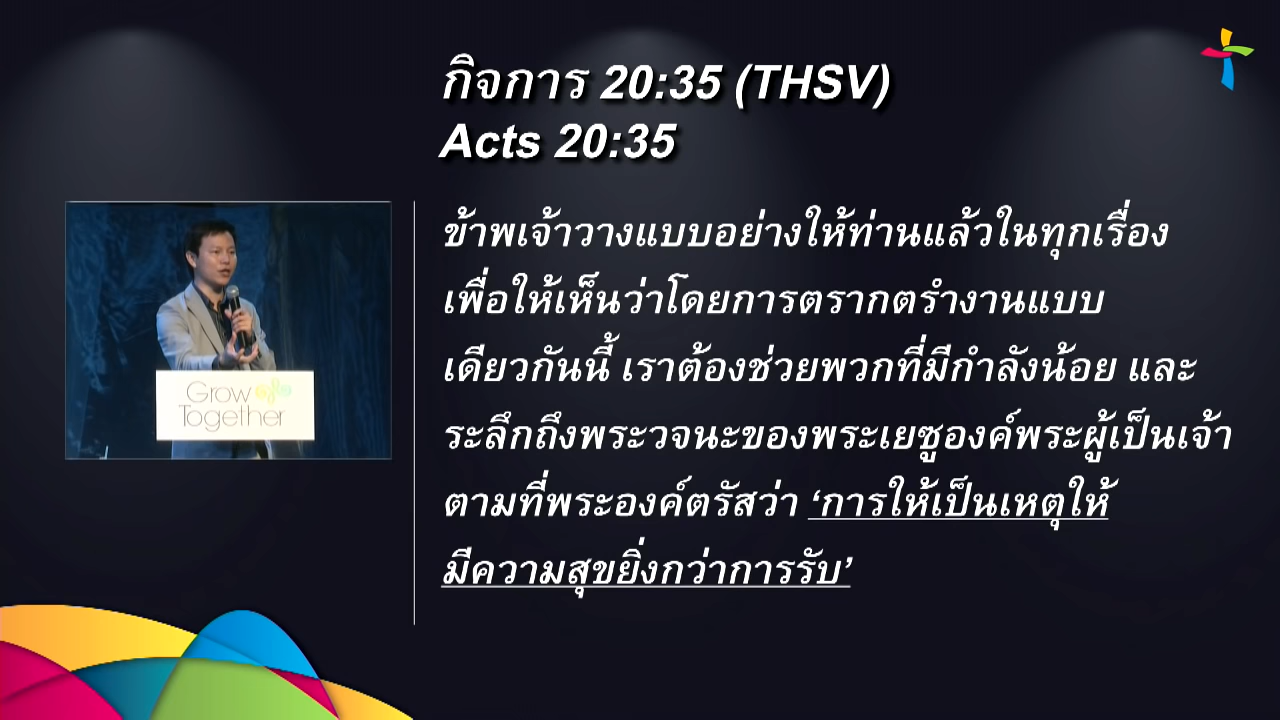 กิจการ 20:35 (THSV)
Acts 20:35
ข้าพเจ้าวางแบบอย่างให้ท่านแล้วในทุกเรื่อง
เพื่อให้เห็นว่าโดยการตรากตรำงานแบบ
เดียวกันนี้ เราต้องช่วยพวกที่มีกำลังน้อย และ
ระลึกถึงพระวจนะของพระเยซูองค์พระผู้เป็นเจ้า
ตามที่พระองค์ตรัสว่า ‘การให้เป็นเหตุให้
มีความสุขยิ่งกว่าการรับ’
Grow
Together